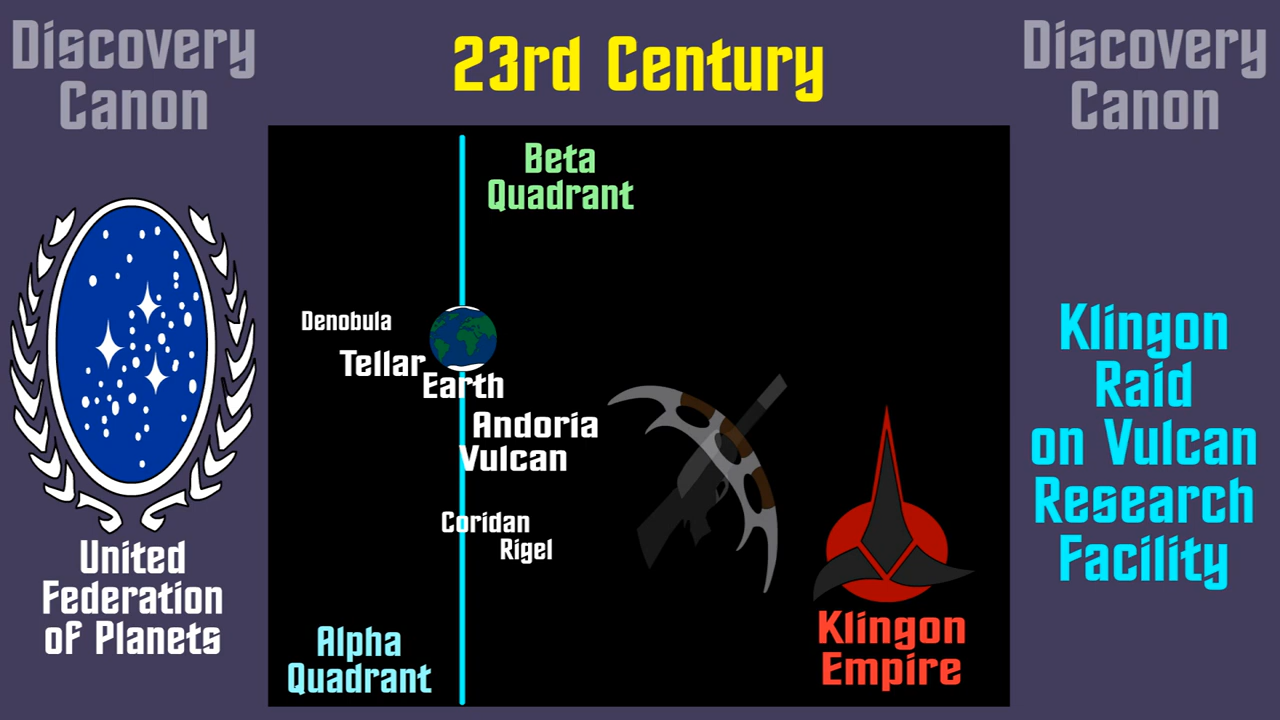 Discovery
Canon
23rd Century
Discovery
Canon
Beta
Quadrant
Denobula
Tellar
Earth
Andoria
Vulcan
Coridan
Rigel
Alpha
Quadrant
Klingon
Empire
United
Federation
of Planets
Klingon
Raid
on Vulcan
Research
Facility